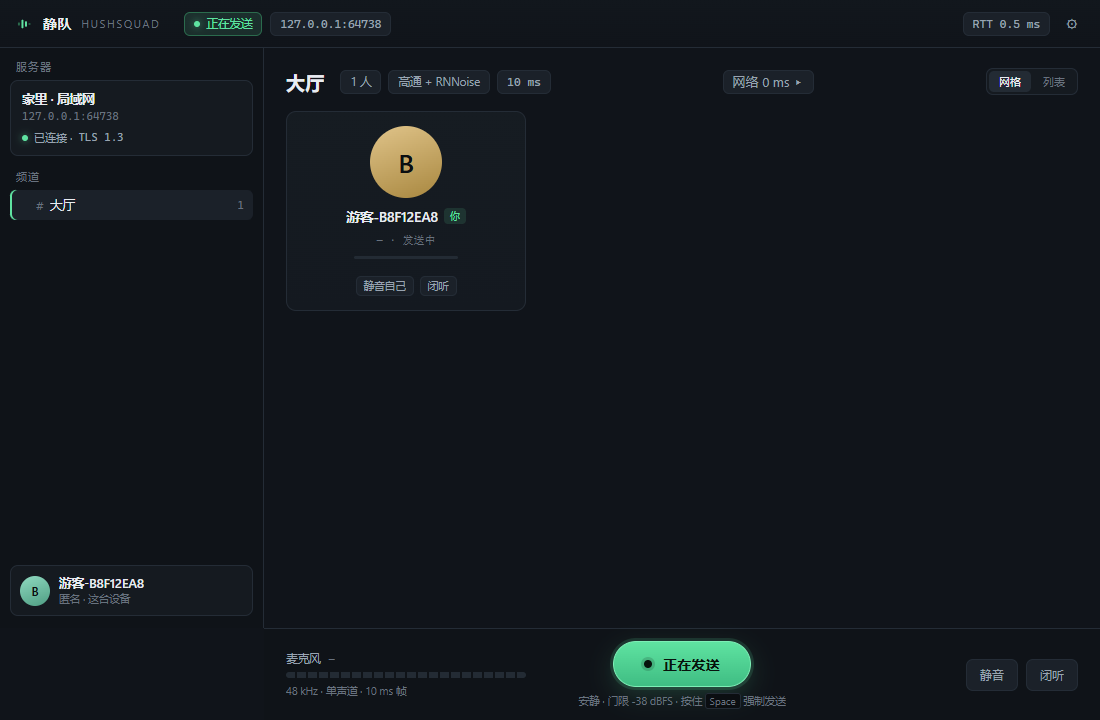 静队 HUSHSQUAD 正在发送 127.0.0.1:64738 RTT 0.5 ms
服务器
家里 · 局域网
127.0.0.1:64738
已连接 · TLS 1.3
频道
# 大厅 1
大厅 1 人 高通 + RNNoise 10 ms 网络 0 ms ▸ 网格 列表
B
游客-B8F12EA8 你
— · 发送中
静音自己 闭听
B
游客-B8F12EA8
匿名 · 这台设备
麦克风 —
48 kHz · 单声道 · 10 ms 帧
正在发送
安静 · 门限 -38 dBFS · 按住 Space 强制发送
静音 闭听